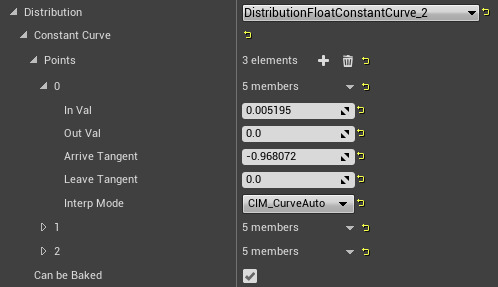 Distribution DistributionFloatConstantCurve_2
Constant Curve
Points 3 elements
0 5 members
In Val 0.005195
Out Val 0.0
Arrive Tangent -0.968072
Leave Tangent 0.0
Interp Mode CIM_CurveAuto
1 5 members
2 5 members
Can be Baked